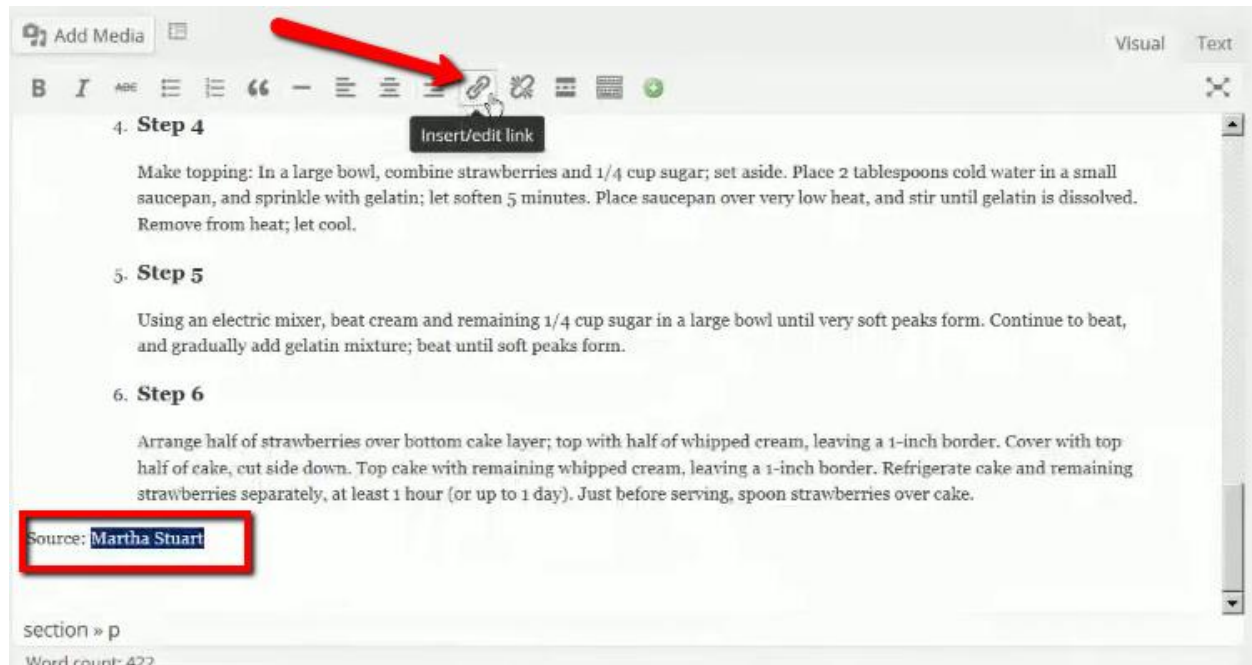 Add Media
Visual Text
B I ABC
Insert/edit link
4. Step 4
Make topping: In a large bowl, combine strawberries and 1/4 cup sugar; set aside. Place 2 tablespoons cold water in a small
saucepan, and sprinkle with gelatin; let soften 5 minutes. Place saucepan over very low heat, and stir until gelatin is dissolved.
Remove from heat; let cool.
5. Step 5
Using an electric mixer, beat cream and remaining 1/4 cup sugar in a large bowl until very soft peaks form. Continue to beat,
and gradually add gelatin mixture; beat until soft peaks form.
6. Step 6
Arrange half of strawberries over bottom cake layer; top with half of whipped cream, leaving a 1-inch border. Cover with top
half of cake, cut side down. Top cake with remaining whipped cream, leaving a 1-inch border. Refrigerate cake and remaining
strawberries separately, at least 1 hour (or up to 1 day). Just before serving, spoon strawberries over cake.
Source: Martha Stuart
section » p
Word count: 422